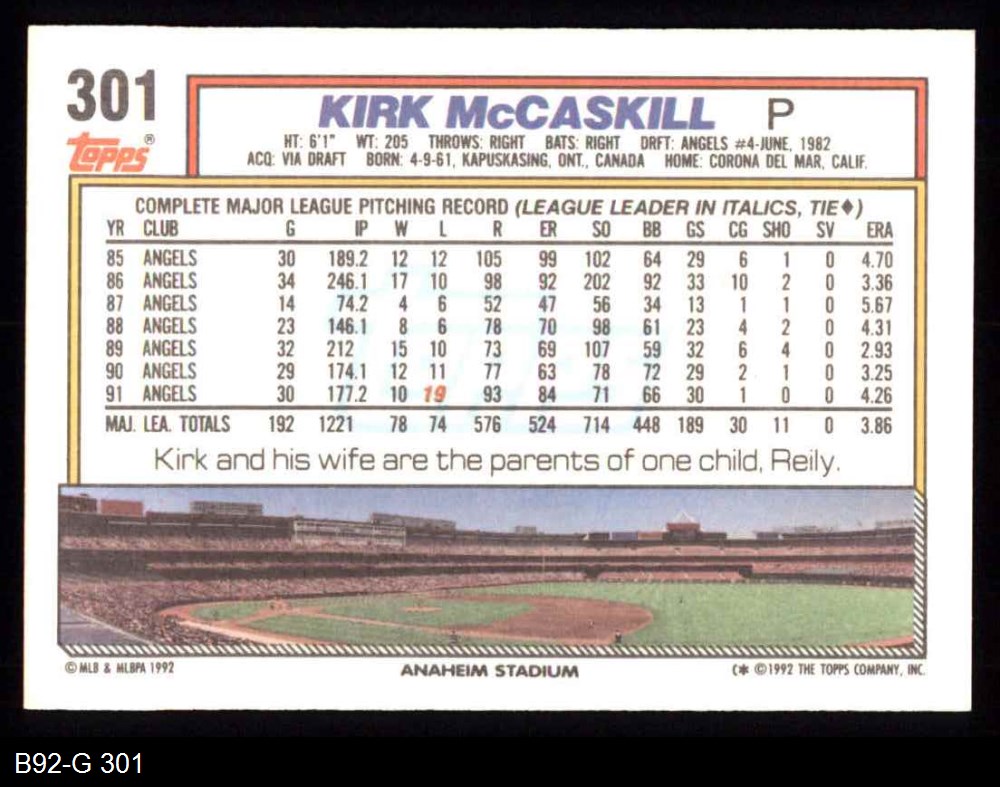 301
Topps®
KIRK McCASKILL P
HT: 6'1" WT: 205 THROWS: RIGHT BATS: RIGHT DRFT: ANGELS #4-JUNE, 1982
ACQ: VIA DRAFT BORN: 4-9-61, KAPUSKASING, ONT., CANADA HOME: CORONA DEL MAR, CALIF.
COMPLETE MAJOR LEAGUE PITCHING RECORD (LEAGUE LEADER IN ITALICS, TIE♦)
YR CLUB G IP W L R ER SO BB GS CG SHO SV ERA
85 ANGELS 30 189.2 12 12 105 99 102 64 29 6 1 0 4.70
86 ANGELS 34 246.1 17 10 98 92 202 92 33 10 2 0 3.36
87 ANGELS 14 74.2 4 6 52 47 56 34 13 1 1 0 5.67
88 ANGELS 23 146.1 8 6 78 70 98 61 23 4 2 0 4.31
89 ANGELS 32 212 15 10 73 69 107 59 32 6 4 0 2.93
90 ANGELS 29 174.1 12 11 77 63 78 72 29 2 1 0 3.25
91 ANGELS 30 177.2 10 19 93 84 71 66 30 1 0 0 4.26
MAJ. LEA. TOTALS 192 1221 78 74 576 524 714 448 189 30 11 0 3.86
Kirk and his wife are the parents of one child, Reily.
© MLB & MLBPA 1992 ANAHEIM STADIUM C✱ ©1992 THE TOPPS COMPANY, INC.
B92-G 301